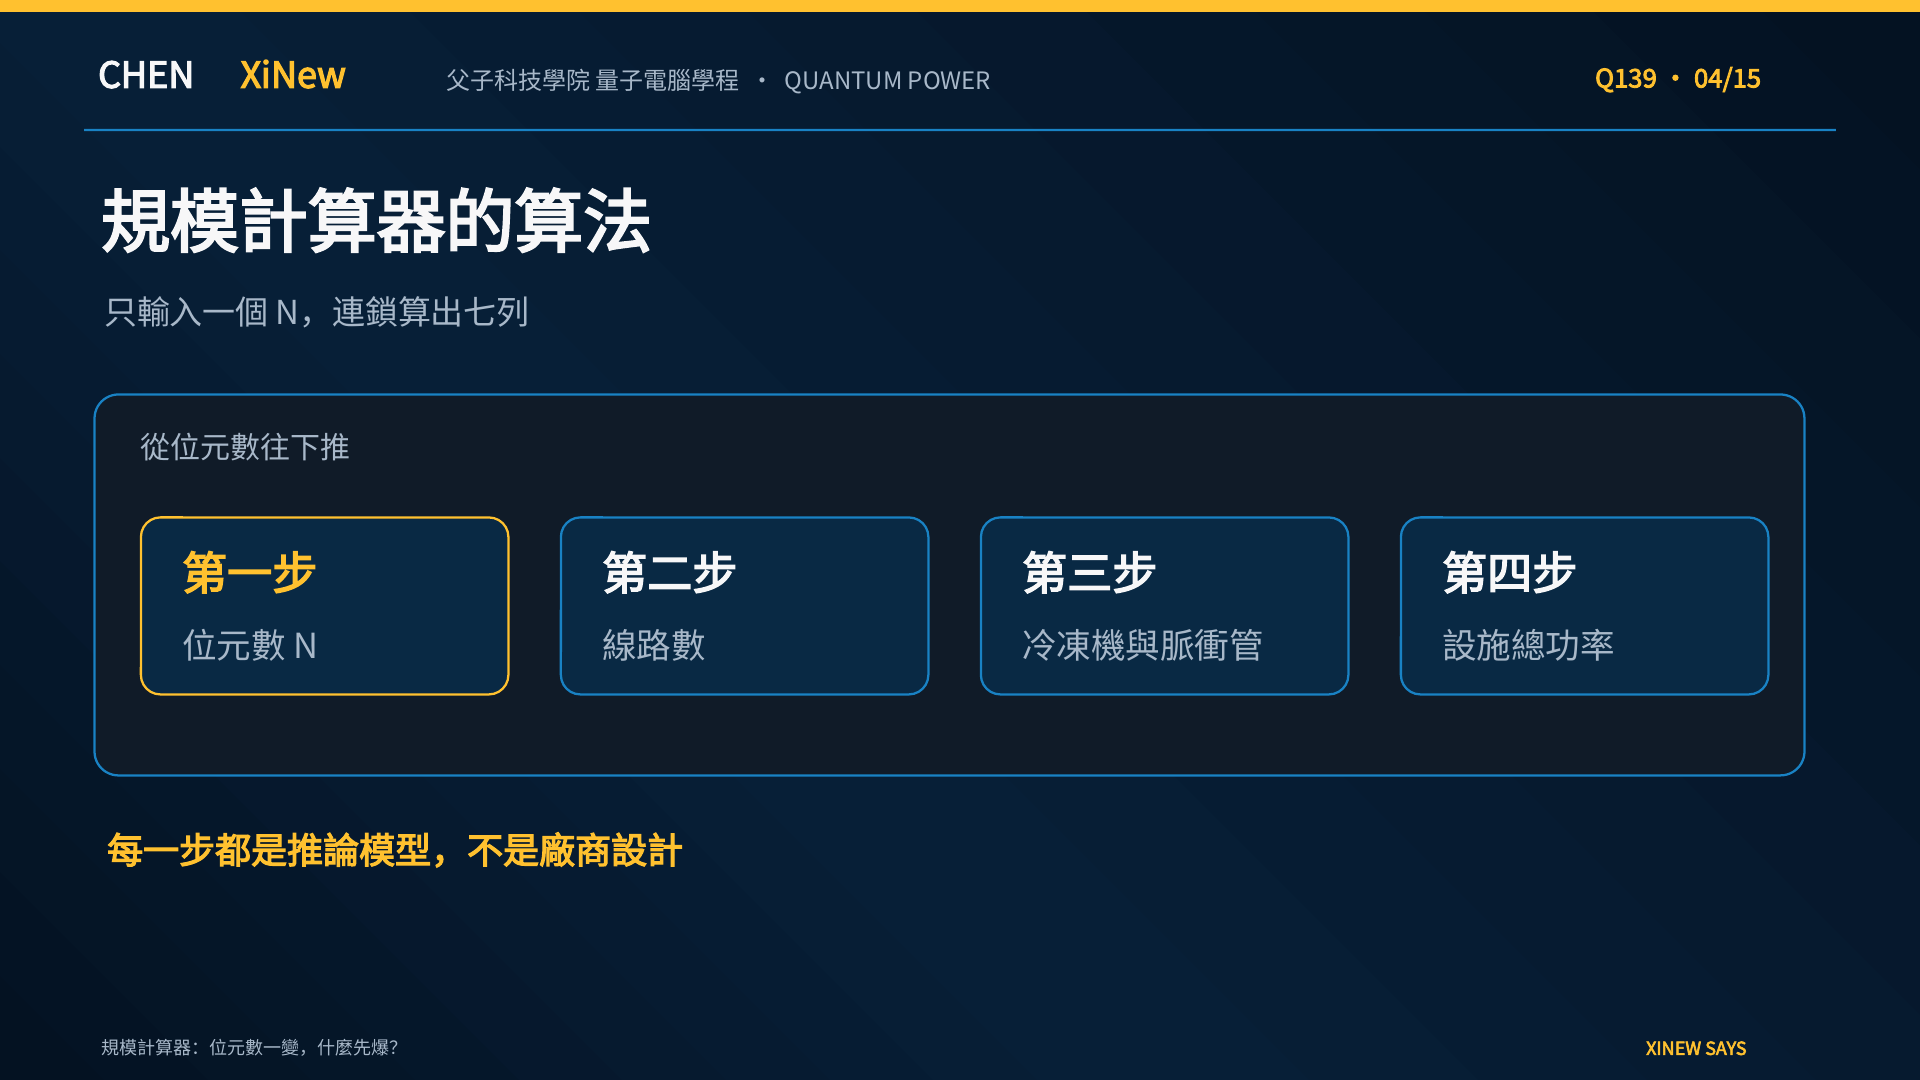 CHEN XiNew 父子科技學院 量子電腦學程 · QUANTUM POWER Q139 · 04/15
規模計算器的算法
只輸入一個 N，連鎖算出七列
從位元數往下推
第一步 第二步 第三步 第四步
位元數 N 線路數 冷凍機與脈衝管 設施總功率
每一步都是推論模型，不是廠商設計
規模計算器：位元數一變，什麼先爆？ XINEW SAYS